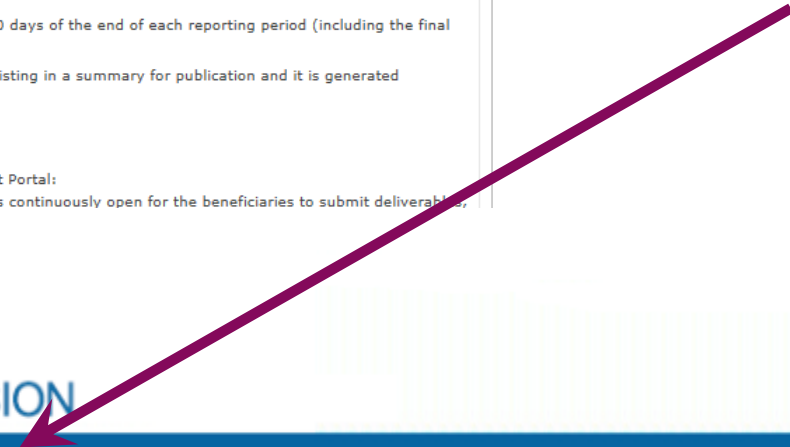 days of the end of each reporting period (including the final
isting in a summary for publication and it is generated
t Portal:
s continuously open for the beneficiaries to submit deliverables,
ION